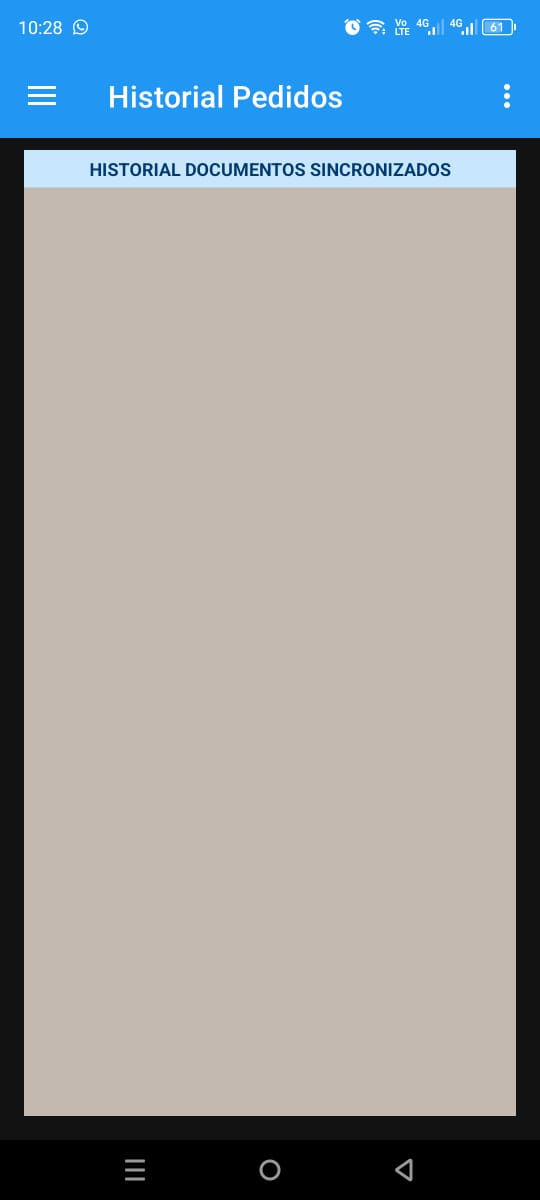 10:28
Vo LTE 4G 4G 61
Historial Pedidos
HISTORIAL DOCUMENTOS SINCRONIZADOS